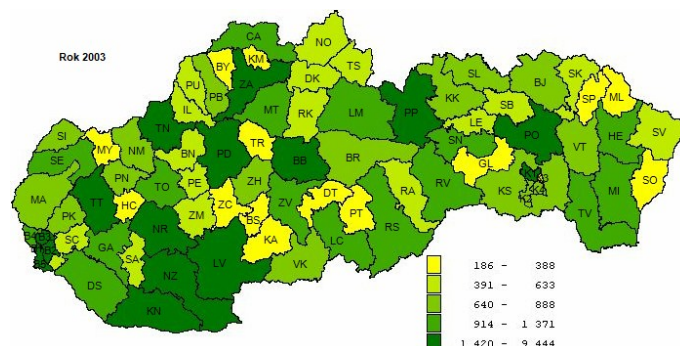 Rok 2003
CA
NO
BY
KM
TS
PU
ZA
DK
SL
BJ
SK
PB
KK
SP
ML
IL
MT
RK
LM
PP
SB
LE
TN
PO
SI
MY
NM
TR
SN
HE
SV
SE
BN
PD
BB
BR
GL
VT
PN
PE
ZH
RV
SO
TO
RA
KS
MI
MA
TT
HC
ZC
DT
PK
ZM
BS
ZV
PT
TV
NR
RS
SC
GA
SA
KA
LC
LV
VK
NZ
DS
KN
186 - 388
391 - 633
640 - 888
914 - 1 371
1 420 - 9 444